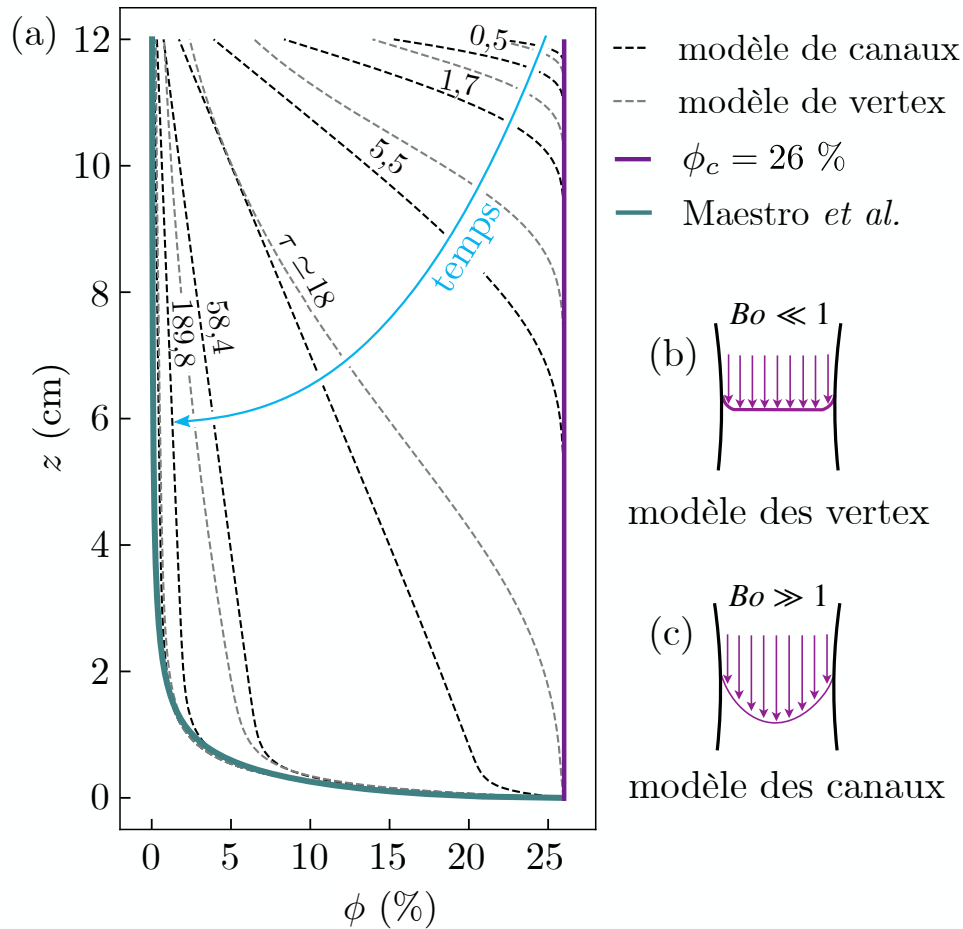 (a)
12
10
8
6
4
2
0
z (cm)
0
5
10
15
20
25
ϕ (%)
0,5
1,7
5,5
τ ≃ 18
58,4
189,8
temps
modèle de canaux
modèle de vertex
ϕc = 26 %
Maestro et al.
(b)
Bo ≪ 1
modèle des vertex
(c)
Bo ≫ 1
modèle des canaux